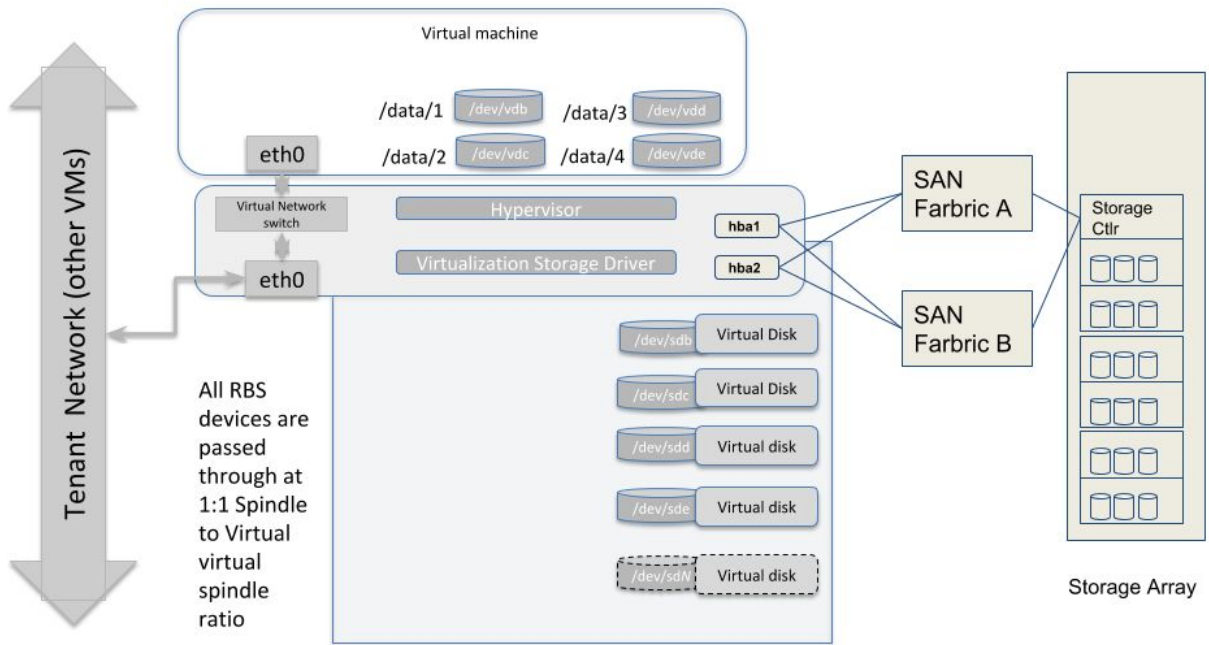 Virtual machine
/data/1
/dev/vdb
/data/3
/dev/vdd
/data/2
/dev/vdc
/data/4
/dev/vde
eth0
Virtual Network
switch
eth0
Hypervisor
Virtualization Storage Driver
hba1
hba2
SAN
Farbric A
SAN
Farbric B
Storage
Ctlr
Storage Array
Tenant Network (other VMs)
All RBS
devices are
passed
through at
1:1 Spindle
to Virtual
virtual
spindle
ratio
/dev/sdb
Virtual Disk
/dev/sdc
Virtual Disk
/dev/sdd
Virtual disk
/dev/sde
Virtual disk
/dev/sdN
Virtual disk